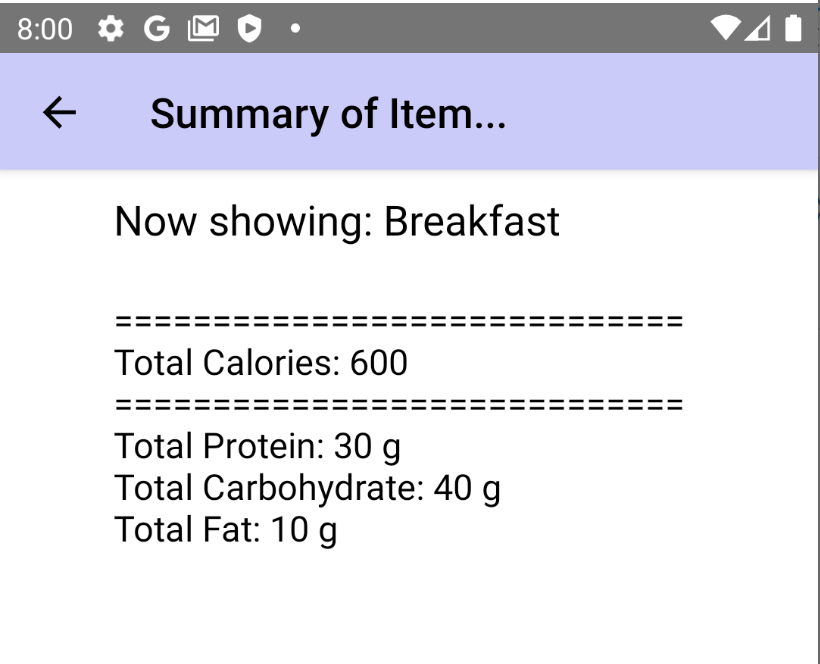 8:00
Summary of Item...
Now showing: Breakfast
=============================
Total Calories: 600
=============================
Total Protein: 30 g
Total Carbohydrate: 40 g
Total Fat: 10 g